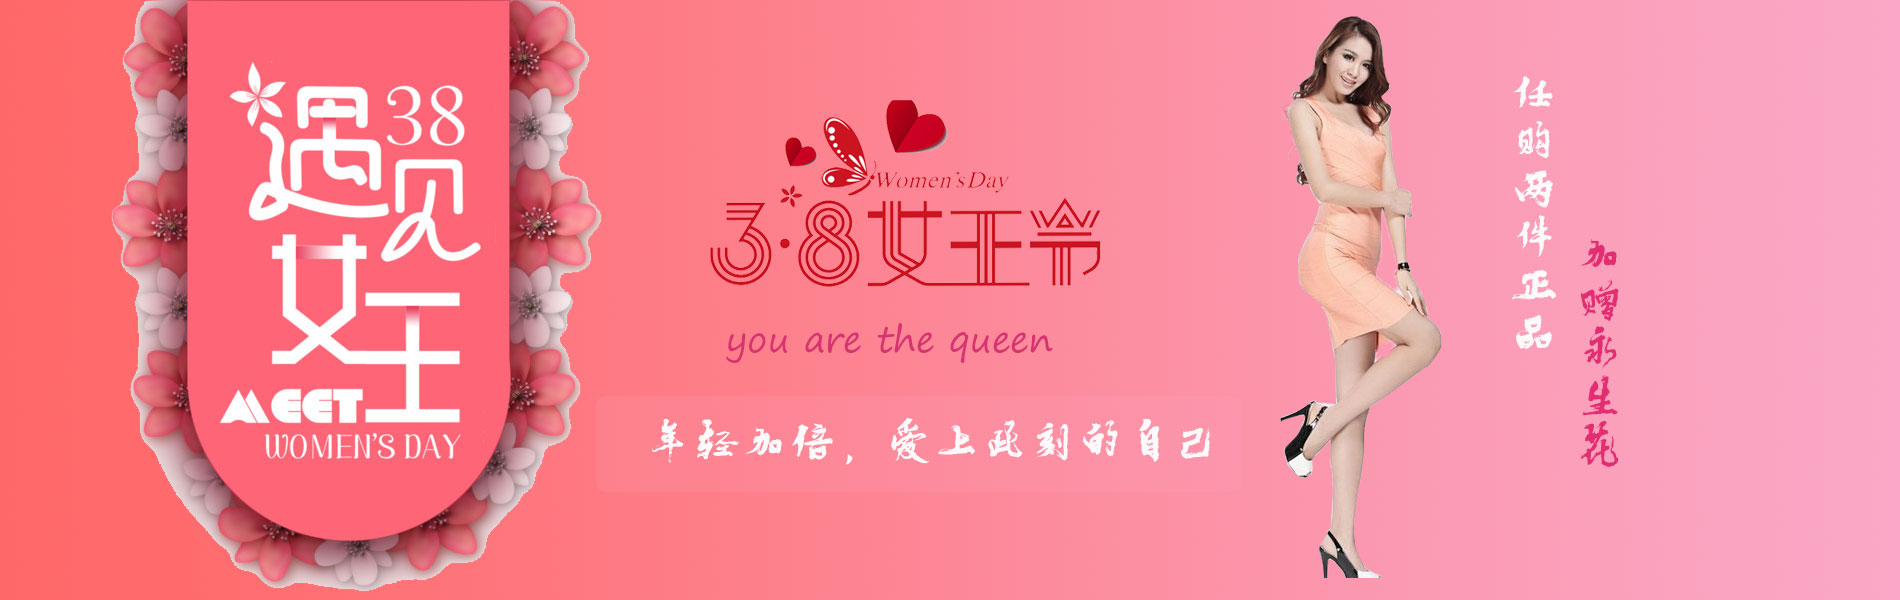 遇见
38
女王
MEET
WOMEN'S DAY
Women's Day
3·8女王节
you are the queen
年轻加倍，爱上此刻的自己
任购两件正品
加赠永生花